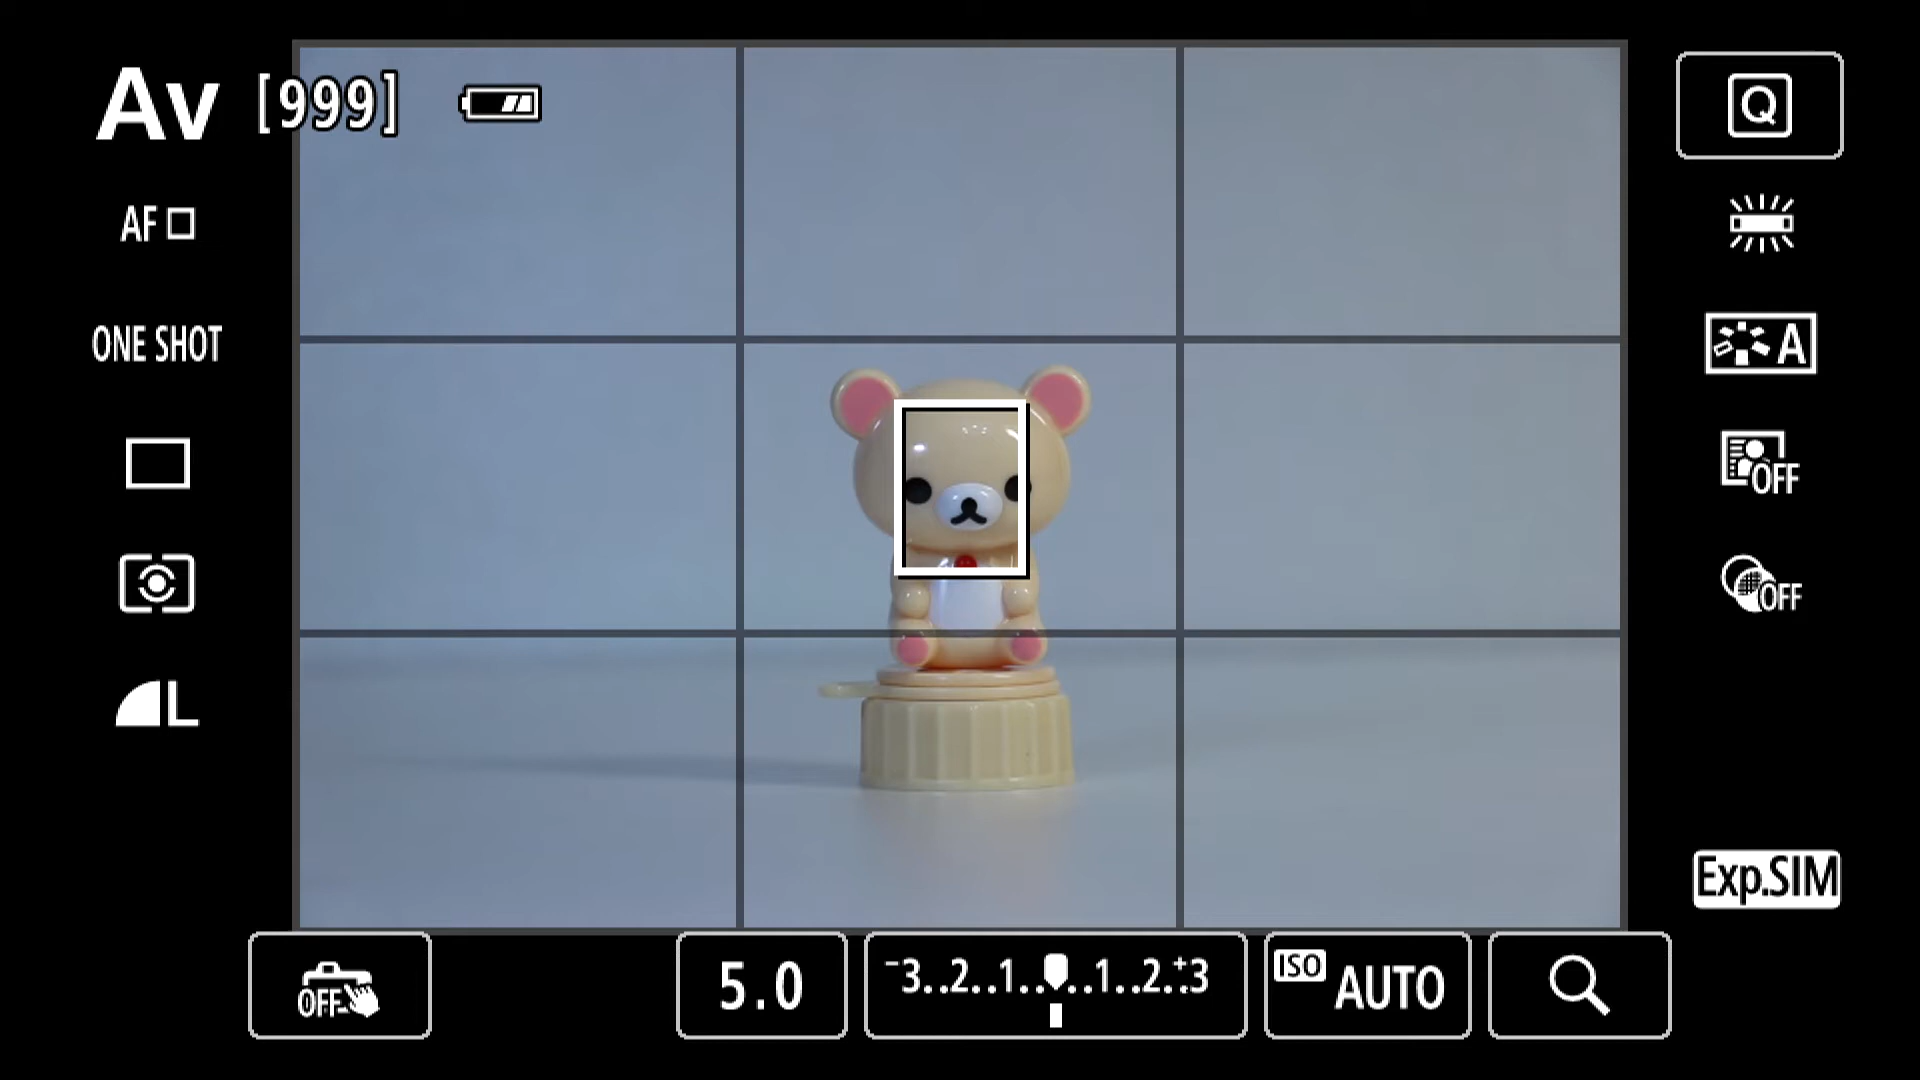 Av [999]
Q
AF
ONE SHOT
A
OFF
OFF
L
Exp.SIM
OFF
5.0
-3..2..1..0..1..2..+3
ISO AUTO